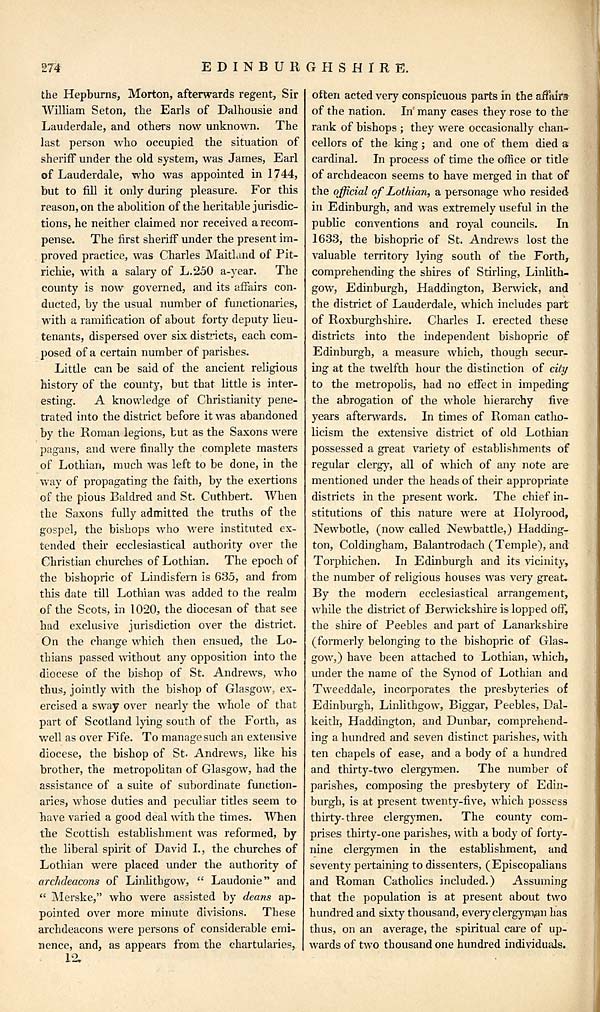 274
EDINBURGHSHIRE.
the Hepburns, Morton, afterwards regent, Sir
William Seton, the Earls of Dalhousie and
Lauderdale, and others now unknown. The
last person who occupied the situation of
sheriff under the old system, was James, Earl
of Lauderdale, who was appointed in 1744,
but to fill it only during pleasure. For this
reason, on the abolition of the heritable jurisdic-
tions, he neither claimed nor received a recom-
pense. The first sheriff under the present im-
proved practice, was Charles Maitland of Pit-
richie, with a salary of L.250 a-year. The
county is now governed, and its affairs con-
ducted, by the usual number of functionaries,
with a ramification of about forty deputy lieu-
tenants, dispersed over six districts, each com-
posed of a certain number of parishes.
Little can be said of the ancient religious
history of the county, but that little is inter-
esting. A knowledge of Christianity pene-
trated into the district before it was abandoned
by the Roman legions, but as the Saxons were
pagans, and were finally the complete masters
of Lothian, much was left to be done, in the
way of propagating the faith, by the exertions
of the pious Baldred and St. Cuthbert. When
the Saxons fully admitted the truths of the
gospel, the bishops who were instituted ex-
tended their ecclesiastical authority over the
Christian churches of Lothian. The epoch of
the bishopric of Lindisfern is 635, and from
this date till Lothian was added to the realm
of the Scots, in 1020, the diocesan of that see
had exclusive jurisdiction over the district.
On the change which then ensued, the Lo-
thians passed without any opposition into the
diocese of the bishop of St. Andrews, who
thus, jointly with the bishop of Glasgow, ex-
ercised a sway over nearly the whole of that
part of Scotland lying south of the Forth, as
well as over Fife. To manage such an extensive
diocese, the bishop of St. Andrews, like his
brother, the metropolitan of Glasgow, had the
assistance of a suite of subordinate function-
aries, whose duties and peculiar titles seem to
have varied a good deal with the times. When
the Scottish establishment was reformed, by
the liberal spirit of David I., the churches of
Lothian were placed under the authority of
archdeacons of Linlithgow, “ Laudonie” and
“ Merske,” who were assisted by deans ap-
pointed over more minute divisions. These
archdeacons were persons of considerable emi-
nence, and, as appears from the chartularies,
12.
often acted very conspicuous parts in the affairs
of the nation. In many cases they rose to the
rank of bishops ; they were occasionally chan-
cellors of the king ; and one of them died a
cardinal. In process of time the office or title
of archdeacon seems to have merged in that of
the official of Lothian, a personage who resided
in Edinburgh, and was extremely useful in the
public conventions and royal councils. In
1633, the bishopric of St. Andrews lost the
valuable territory lying south of the Forth,
comprehending the shires of Stirling, Linlith-
gow, Edinburgh, Haddington, Berwick, and
the district of Lauderdale, which includes part
of Roxburghshire. Charles I. erected these
districts into the independent bishopric of
Edinburgh, a measure which, though secur-
ing at the twelfth hour the distinction of city
to the metropolis, had no effect in impeding
the abrogation of the whole hierarchy five
years afterwards. In times of Roman catho-
licism the extensive district of old Lothian
possessed a great variety of establishments of
regular clergy, all of which of any note are
mentioned under the heads of their appropriate
districts in the present work. The chief in-
stitutions of this nature were at Holyrood,
Newbotle, (now called Newbattle,) Hadding-
ton, Coldingham, Balantrodach (Temple), and
Torphichen. In Edinburgh and its vicinity,
the number of religious houses was very great.
By the modern ecclesiastical arrangement,
while the district of Berwickshire is lopped off,
the shire of Peebles and part of Lanarkshire
(formerly belonging to the bishopric of Glas-
gow,) have been attached to Lothian, which,
under the name of the Synod of Lothian and
Tweeddale, incorporates the presbyteries of
Edinburgh, Linlithgow, Biggar, Peebles, Dal-
keith, Haddington, and Dunbar, comprehend-
ing a hundred and seven distinct parishes, with
ten chapels of ease, and a body of a hundred
and thirty-two clergymen. The number of
parishes, composing the presbytery of Edin-
burgh, is at present twenty-five, which possess
thirty-three clergymen. The county com-
prises thirty-one parishes, with a body of forty-
nine clergymen in the establishment, and
seventy pertaining to dissenters, (Episcopalians
and Roman Catholics included.) Assuming
that the population is at present about two
hundred and sixty thousand, every clergyman has
thus, on an average, the spiritual care of up-
wards of two thousand one hundred individuals.